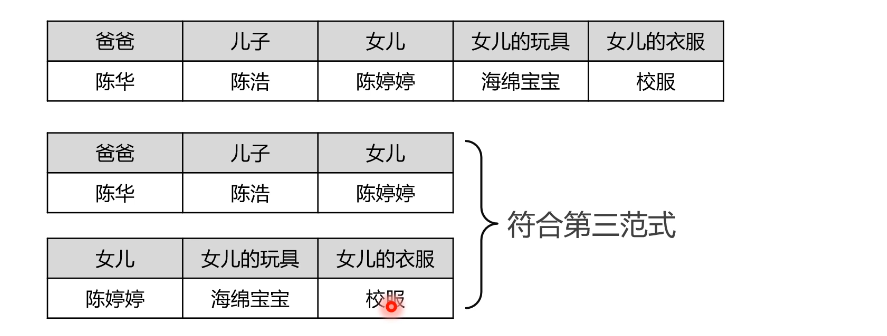 爸爸 儿子 女儿 女儿的玩具 女儿的衣服
陈华 陈浩 陈婷婷 海绵宝宝 校服
爸爸 儿子 女儿
陈华 陈浩 陈婷婷
符合第三范式
女儿 女儿的玩具 女儿的衣服
陈婷婷 海绵宝宝 校服